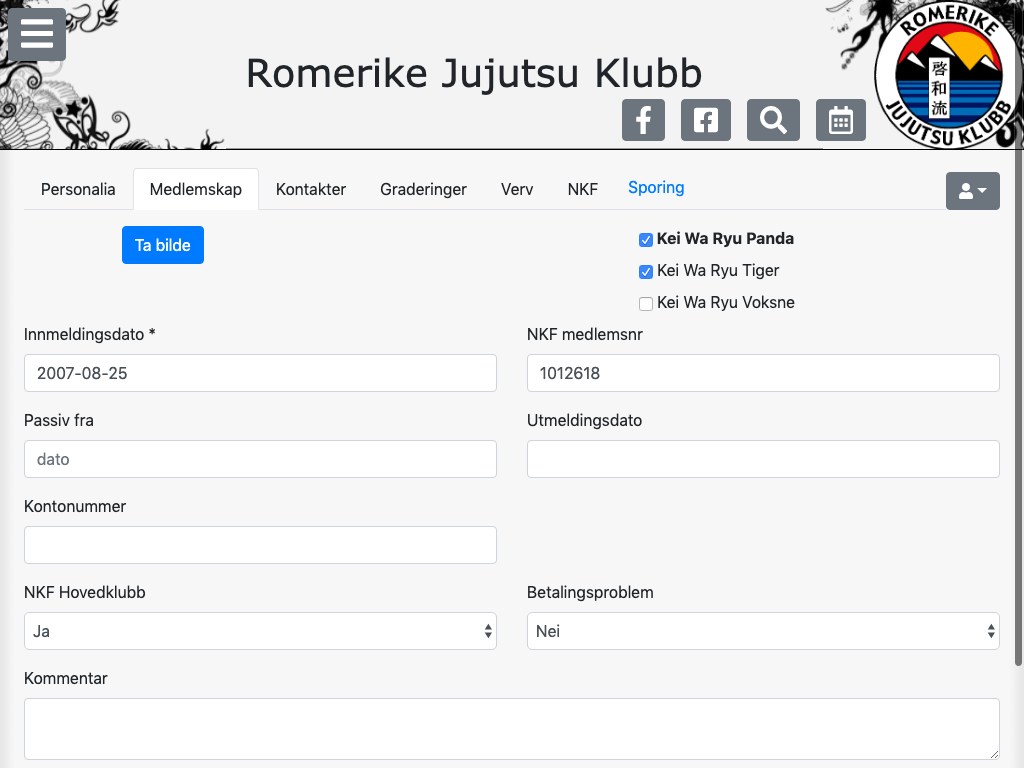 Romerike Jujutsu Klubb
ROMERIKE
啓和流
JUJUTSU KLUBB
Personalia Medlemskap Kontakter Graderinger Verv NKF Sporing
Ta bilde
Kei Wa Ryu Panda
Kei Wa Ryu Tiger
Kei Wa Ryu Voksne
Innmeldingsdato * NKF medlemsnr
2007-08-25 1012618
Passiv fra Utmeldingsdato
dato
Kontonummer
NKF Hovedklubb Betalingsproblem
Ja Nei
Kommentar